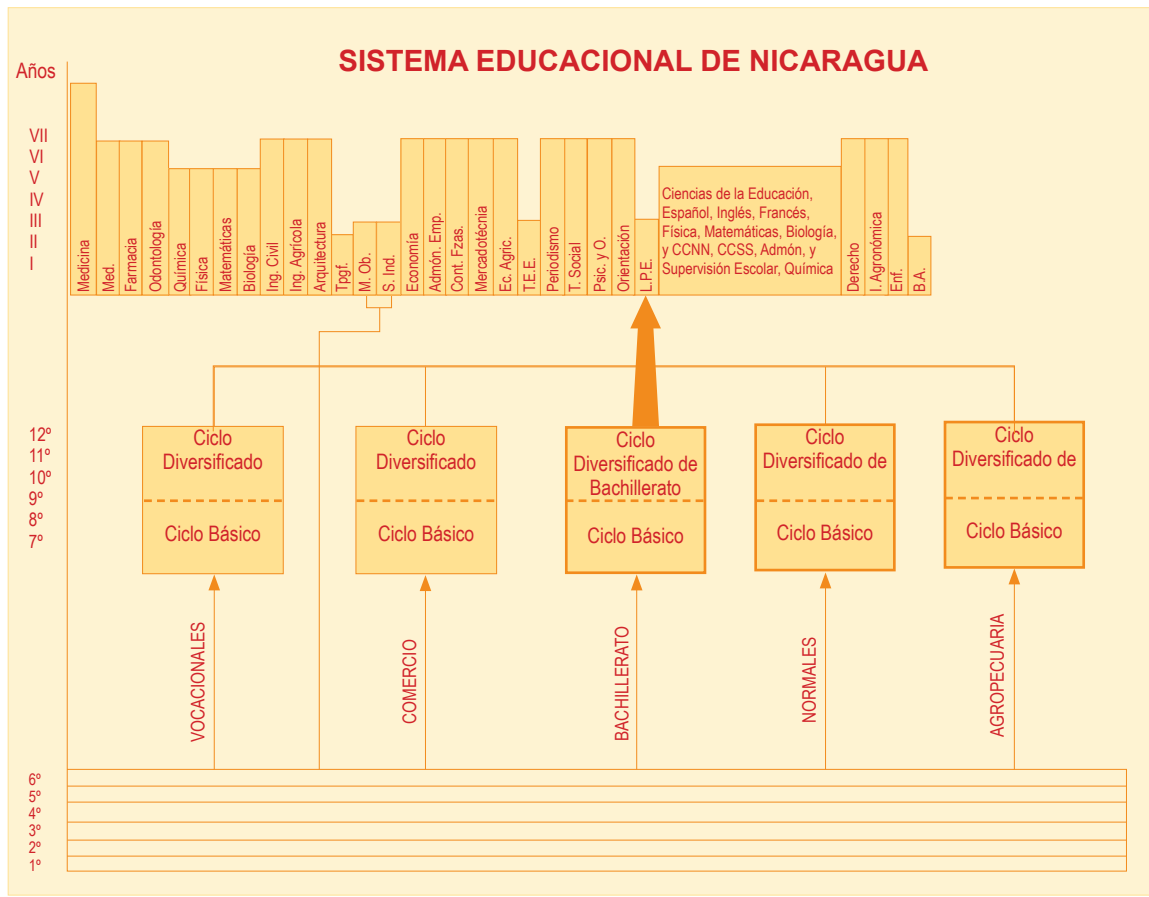 SISTEMA EDUCACIONAL DE NICARAGUA
Años
VII
VI
V
IV
III
II
I
Medicina
Med.
Farmacia
Odontología
Química
Física
Matemáticas
Biología
Ing. Civil
Ing. Agrícola
Arquitectura
Tpgf.
M. Ob.
S. Ind.
Economía
Admón. Emp.
Cont. Fzas.
Mercadotécnia
Ec. Agric.
T.E.E.
Periodismo
T. Social
Psic. y O.
Orientación
L.P.E.
Ciencias de la Educación,
Español, Inglés, Francés,
Física, Matemáticas, Biología,
y CCNN, CCSS, Admón, y
Supervisión Escolar, Química
Derecho
I. Agronómica
Enf.
B.A.
12º
11º
10º
9º
8º
7º
Ciclo
Diversificado
Ciclo Básico
Ciclo
Diversificado
Ciclo Básico
Ciclo
Diversificado de
Bachillerato
Ciclo Básico
Ciclo
Diversificado de
Ciclo Básico
Ciclo
Diversificado de
Ciclo Básico
VOCACIONALES
COMERCIO
BACHILLERATO
NORMALES
AGROPECUARIA
6º
5º
4º
3º
2º
1º